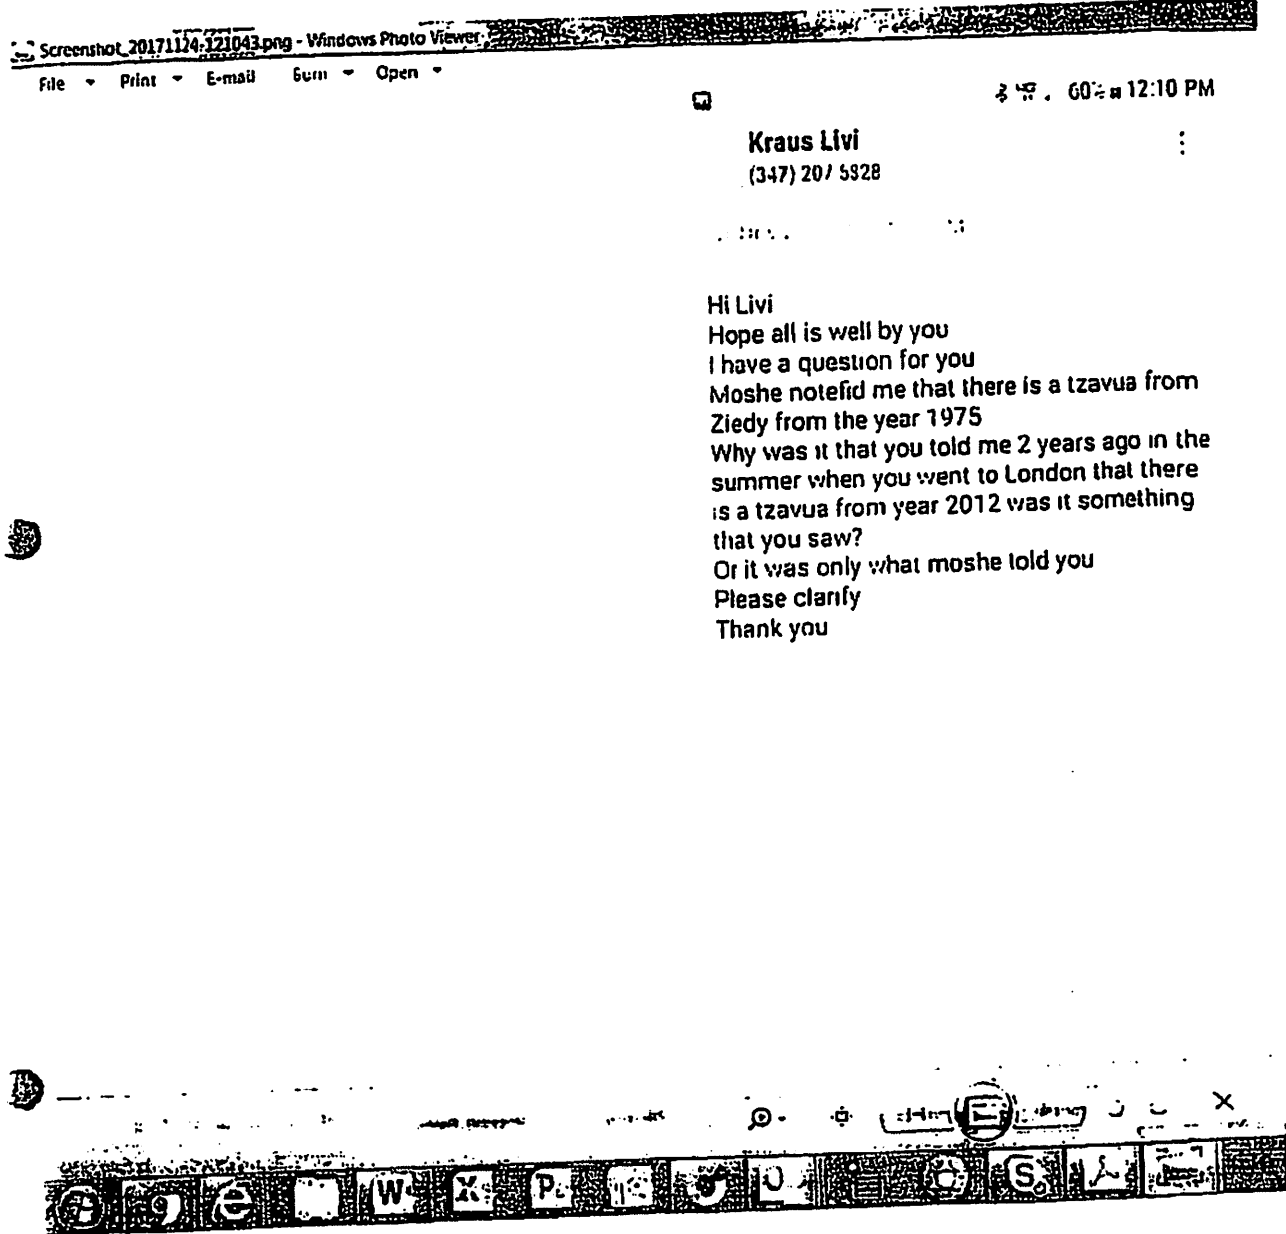 Screenshot_20171124-121043.png - Windows Photo Viewer
File Print E-mail Burn Open
60% 12:10 PM
Kraus Livi
(347) 207 5828
Hi Livi
Hope all is well by you
I have a question for you
Moshe notefid me that there is a tzavua from
Ziedy from the year 1975
Why was it that you told me 2 years ago in the
summer when you went to London that there
is a tzavua from year 2012 was it something
that you saw?
Or it was only what moshe told you
Please clarify
Thank you